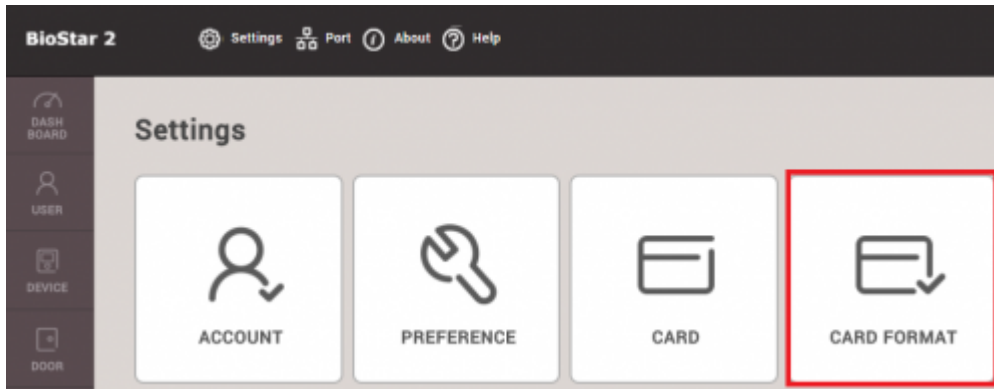 BioStar 2 Settings Port About Help
DASH
BOARD
Settings
USER
DEVICE
DOOR
ACCOUNT PREFERENCE CARD CARD FORMAT